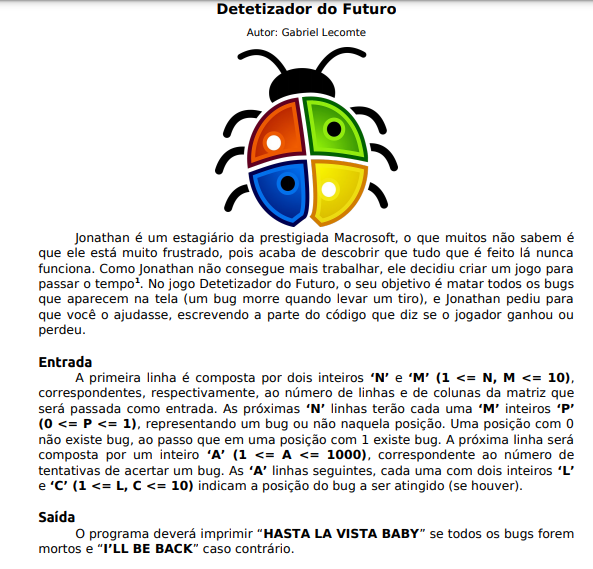 Detetizador do Futuro
Autor: Gabriel Lecomte
Jonathan é um estagiário da prestigiada Macrosoft, o que muitos não sabem é
que ele está muito frustrado, pois acaba de descobrir que tudo que é feito lá nunca
funciona. Como Jonathan não consegue mais trabalhar, ele decidiu criar um jogo para
passar o tempo¹. No jogo Detetizador do Futuro, o seu objetivo é matar todos os bugs
que aparecem na tela (um bug morre quando levar um tiro), e Jonathan pediu para
que você o ajudasse, escrevendo a parte do código que diz se o jogador ganhou ou
perdeu.
Entrada
A primeira linha é composta por dois inteiros ‘N’ e ‘M’ (1 <= N, M <= 10),
correspondentes, respectivamente, ao número de linhas e de colunas da matriz que
será passada como entrada. As próximas ‘N’ linhas terão cada uma ‘M’ inteiros ‘P’
(0 <= P <= 1), representando um bug ou não naquela posição. Uma posição com 0
não existe bug, ao passo que em uma posição com 1 existe bug. A próxima linha será
composta por um inteiro ‘A’ (1 <= A <= 1000), correspondente ao número de
tentativas de acertar um bug. As ‘A’ linhas seguintes, cada uma com dois inteiros ‘L’
e ‘C’ (1 <= L, C <= 10) indicam a posição do bug a ser atingido (se houver).
Saída
O programa deverá imprimir “HASTA LA VISTA BABY” se todos os bugs forem
mortos e “I’LL BE BACK” caso contrário.